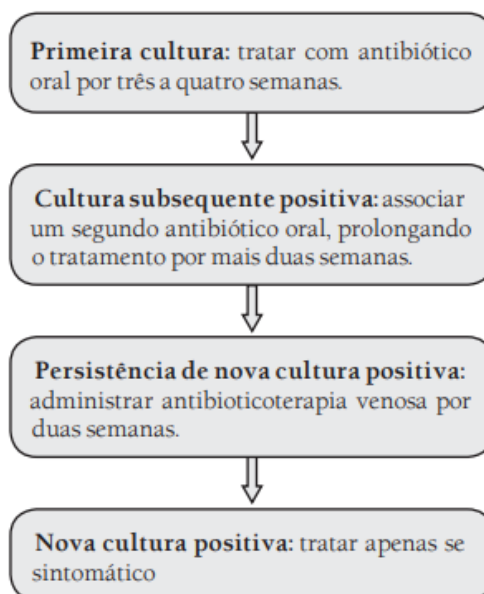 Primeira cultura: tratar com antibiótico
oral por três a quatro semanas.
Cultura subsequente positiva: associar
um segundo antibiótico oral, prolongando
o tratamento por mais duas semanas.
Persistência de nova cultura positiva:
administrar antibioticoterapia venosa por
duas semanas.
Nova cultura positiva: tratar apenas se
sintomático